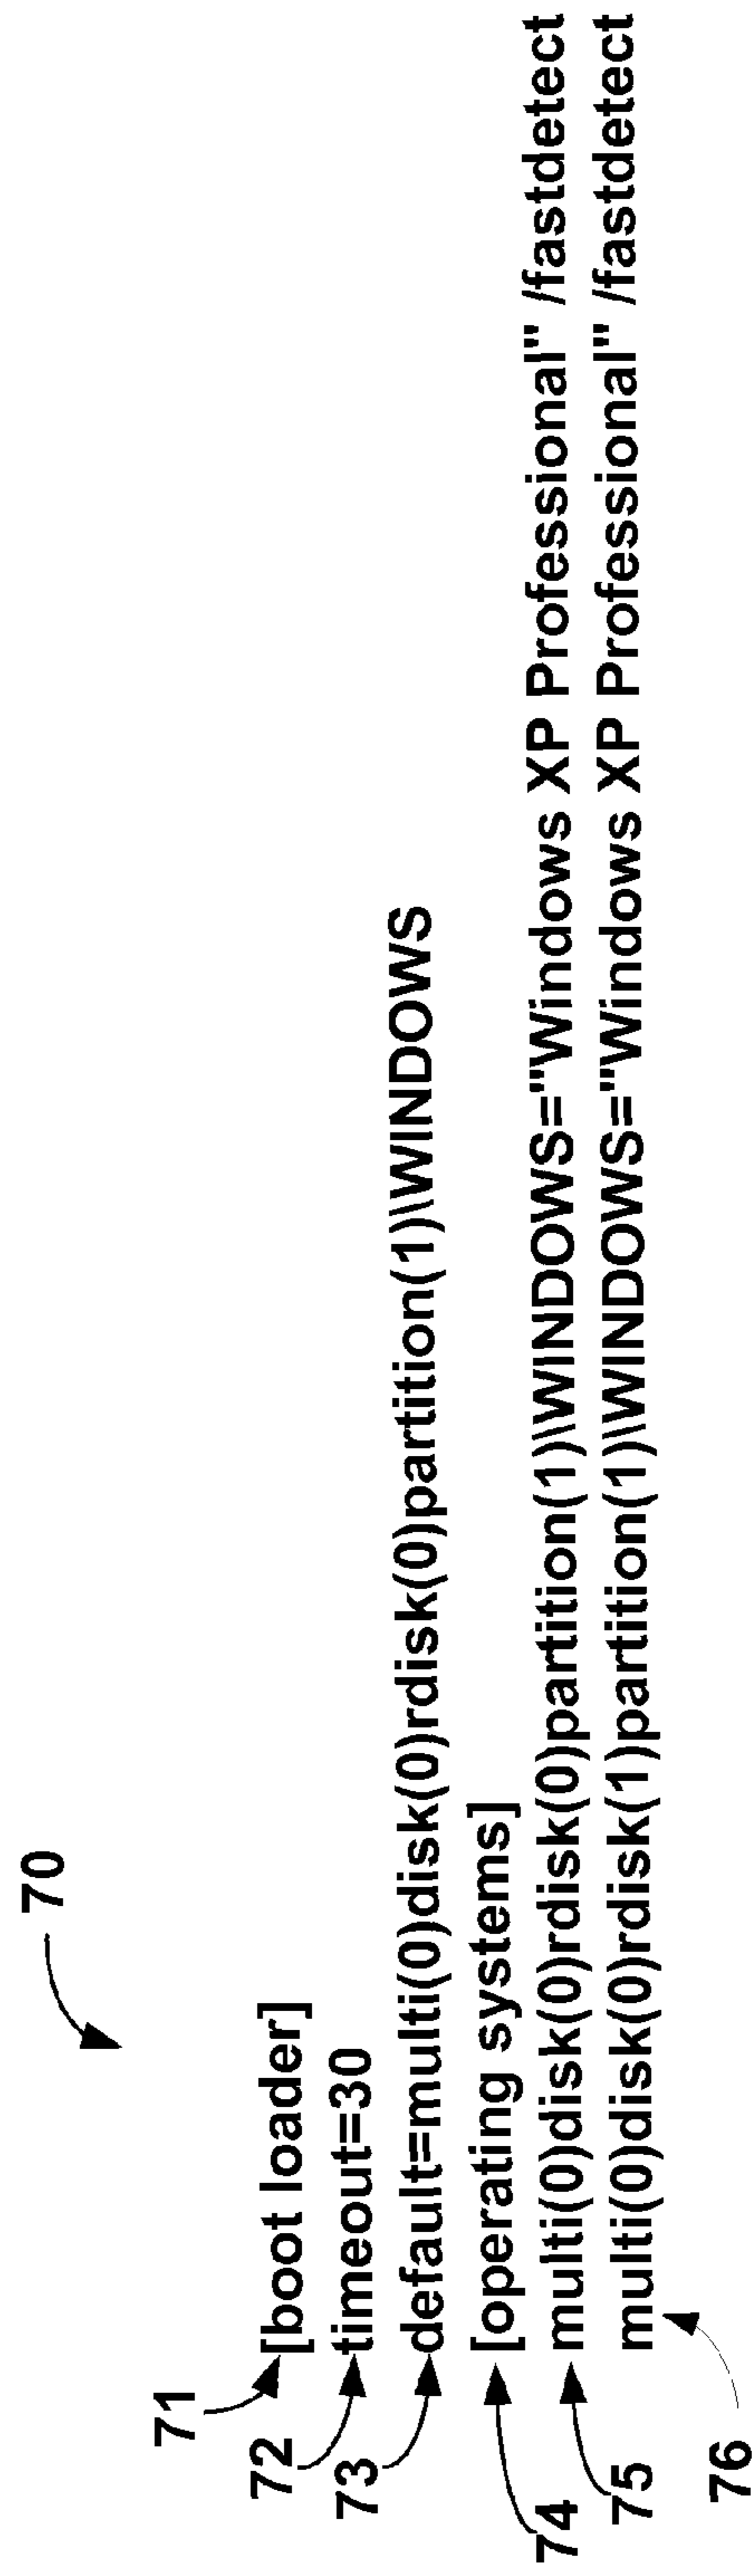 70
71 [boot loader]
72 timeout=30
73 default=multi(0)disk(0)rdisk(0)partition(1)\WINDOWS
74 [operating systems]
75 multi(0)disk(0)rdisk(0)partition(1)\WINDOWS="Windows XP Professional" /fastdetect
76 multi(0)disk(0)rdisk(1)partition(1)\WINDOWS="Windows XP Professional" /fastdetect